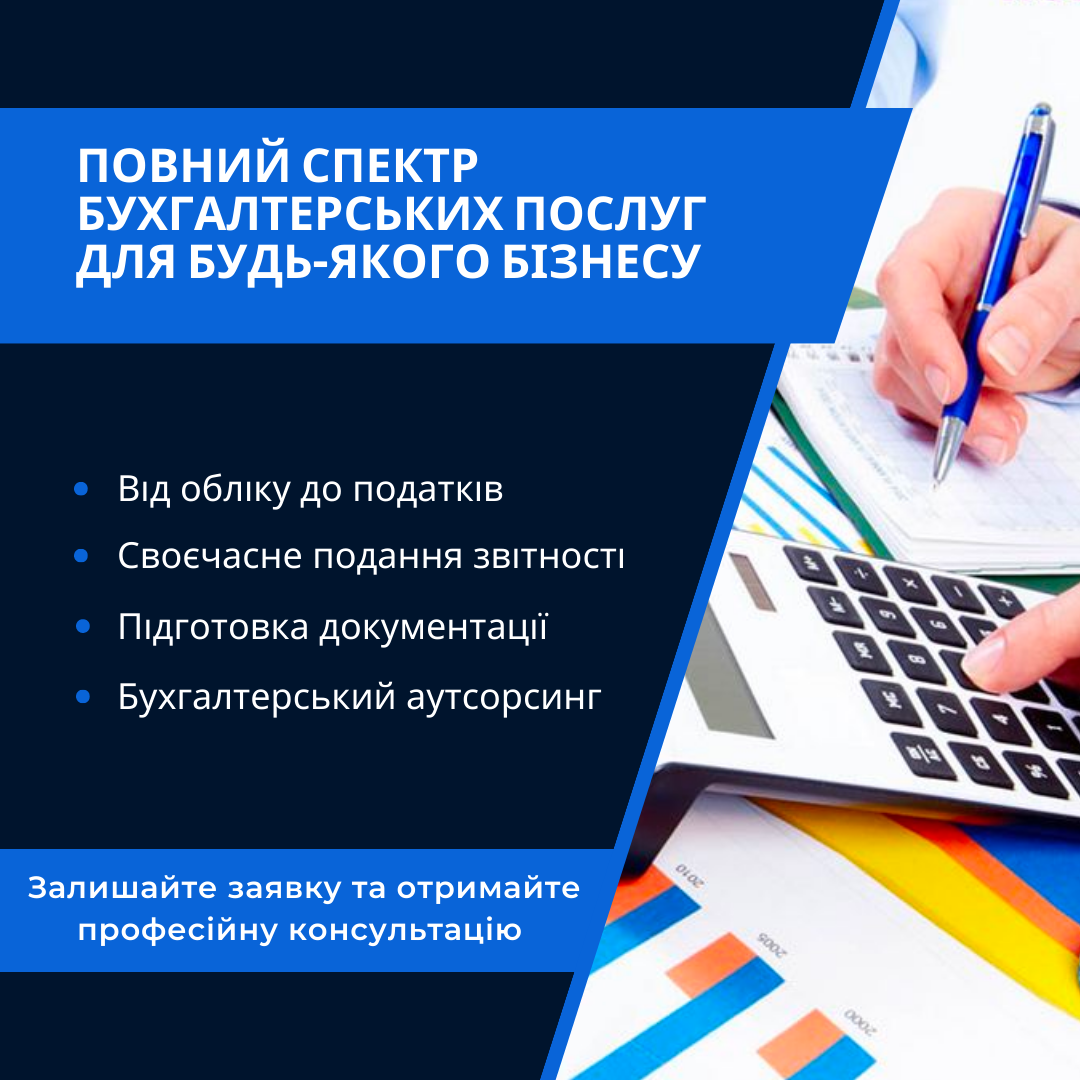 ПОВНИЙ СПЕКТР
БУХГАЛТЕРСЬКИХ ПОСЛУГ
ДЛЯ БУДЬ-ЯКОГО БІЗНЕСУ
Від обліку до податків
Своєчасне подання звітності
Підготовка документації
Бухгалтерський аутсорсинг
Залишайте заявку та отримайте
професійну консультацію
2010
2005
2000